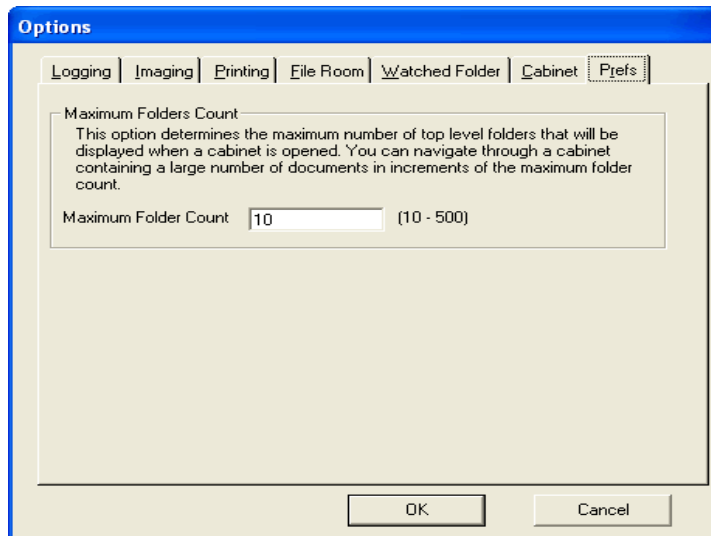 Options
Logging Imaging Printing File Room Watched Folder Cabinet Prefs
Maximum Folders Count
This option determines the maximum number of top level folders that will be
displayed when a cabinet is opened. You can navigate through a cabinet
containing a large number of documents in increments of the maximum folder
count.
Maximum Folder Count 10 (10 - 500)
OK Cancel